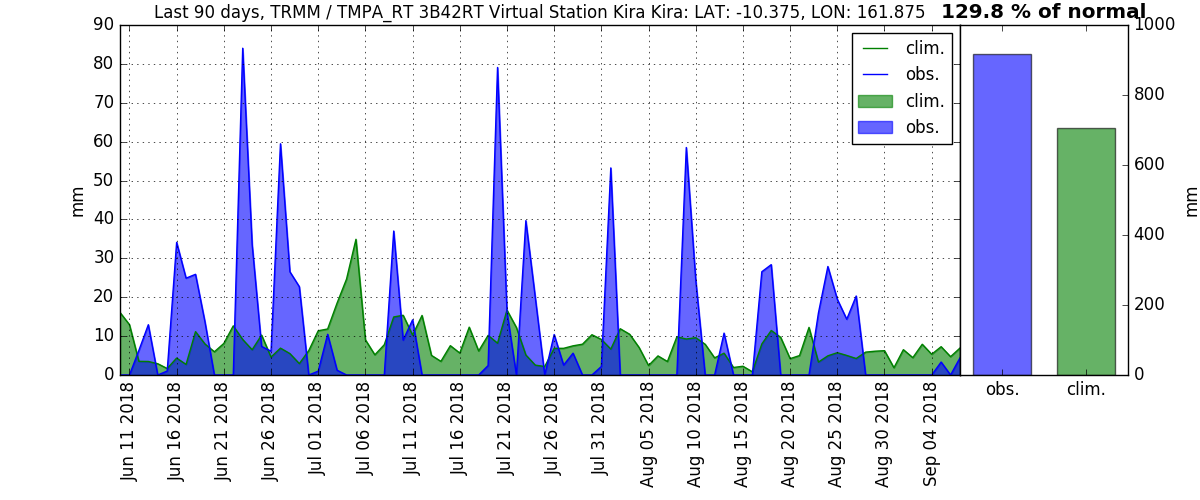 Last 90 days, TRMM / TMPA_RT 3B42RT Virtual Station Kira Kira: LAT: -10.375, LON: 161.875
129.8 % of normal
90
80
70
60
50
40
30
20
10
0
mm
clim.
obs.
clim.
obs.
Jun 11 2018
Jun 16 2018
Jun 21 2018
Jun 26 2018
Jul 01 2018
Jul 06 2018
Jul 11 2018
Jul 16 2018
Jul 21 2018
Jul 26 2018
Jul 31 2018
Aug 05 2018
Aug 10 2018
Aug 15 2018
Aug 20 2018
Aug 25 2018
Aug 30 2018
Sep 04 2018
1000
800
600
400
200
0
mm
obs.
clim.